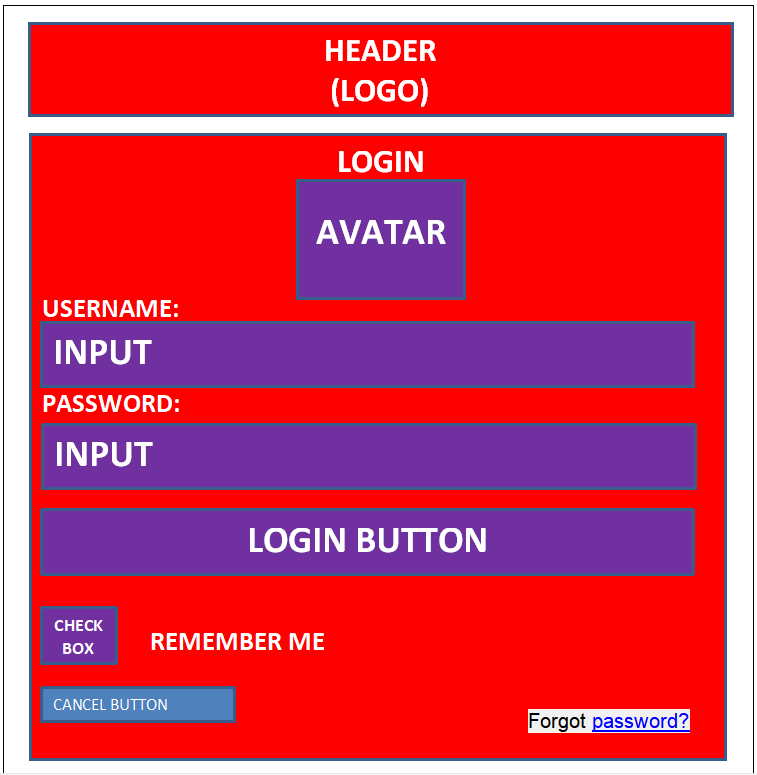 HEADER
(LOGO)
LOGIN
AVATAR
USERNAME:
INPUT
PASSWORD:
INPUT
LOGIN BUTTON
CHECK
BOX
REMEMBER ME
CANCEL BUTTON
Forgot password?